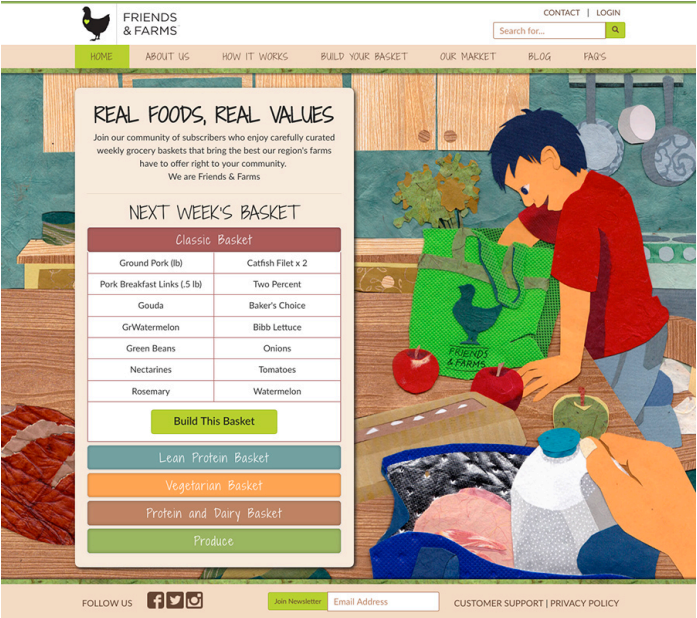 FRIENDS
& FARMS
CONTACT | LOGIN
Search for...
HOME ABOUT US HOW IT WORKS BUILD YOUR BASKET OUR MARKET BLOG FAQ'S
REAL FOODS, REAL VALUES
Join our community of subscribers who enjoy carefully curated
weekly grocery baskets that bring the best our region's farms
have to offer right to your community.
We are Friends & Farms
NEXT WEEK'S BASKET
Classic Basket
Ground Pork (lb) Catfish Filet x 2
Pork Breakfast Links (.5 lb) Two Percent
Gouda Baker's Choice
GrWatermelon Bibb Lettuce
Green Beans Onions
Nectarines Tomatoes
Rosemary Watermelon
Build This Basket
Lean Protein Basket
Vegetarian Basket
Protein and Dairy Basket
Produce
FRIENDS
& FARMS
FOLLOW US Join Newsletter Email Address CUSTOMER SUPPORT | PRIVACY POLICY